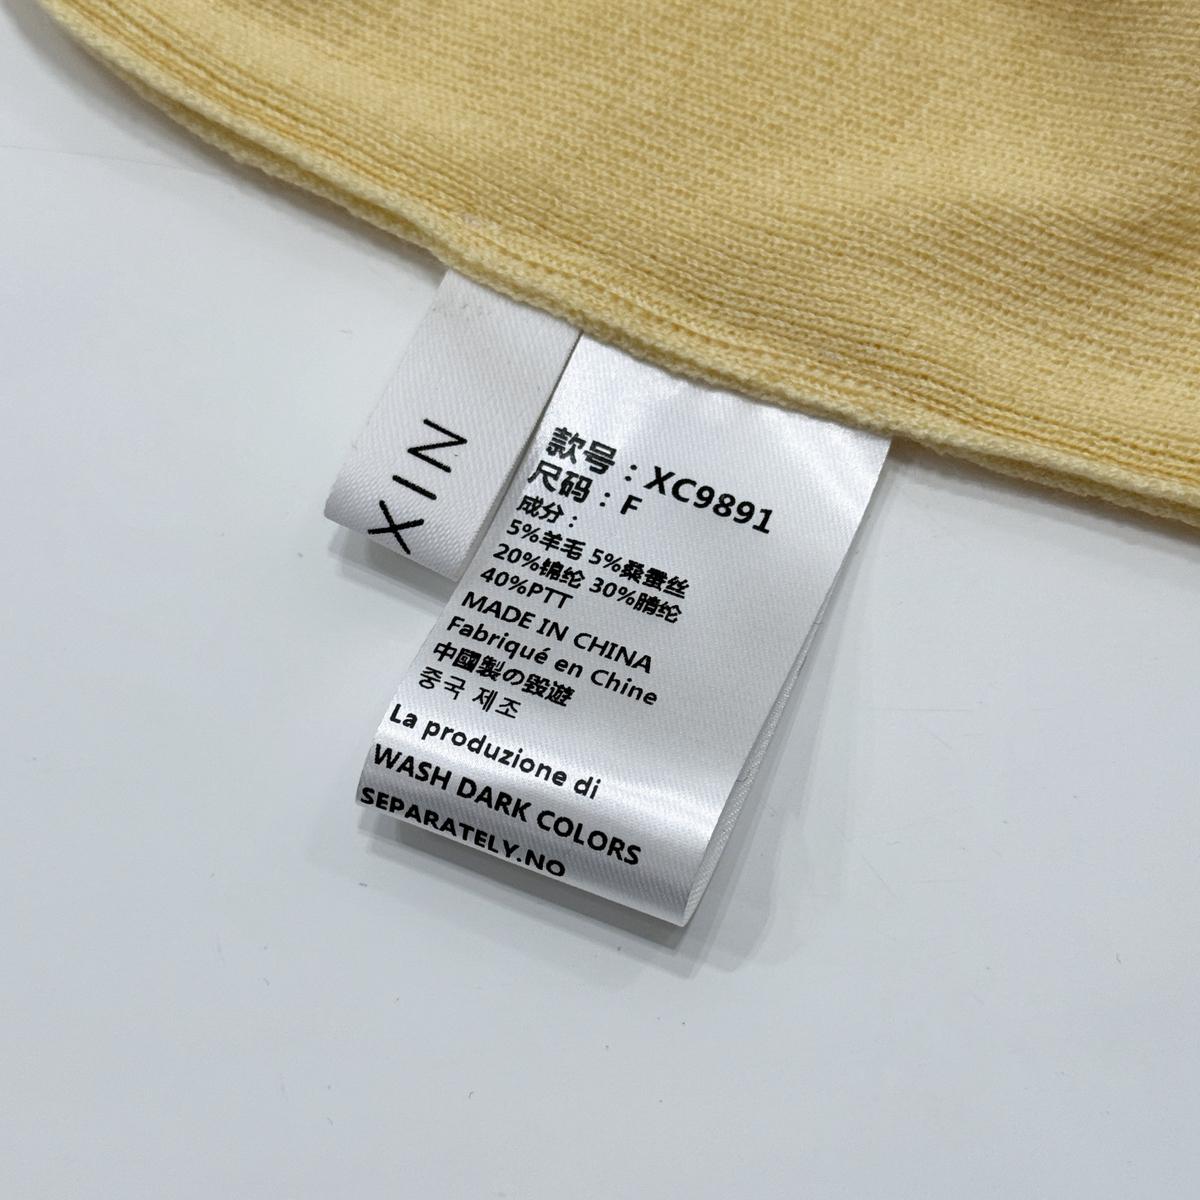 XIN
款号：XC9891
尺码：F
成分：
5%羊毛 5%桑蚕丝
20%锦纶 30%腈纶
40%PTT
MADE IN CHINA
Fabriqué en Chine
中國製の毀遊
중국 제조
La produzione di
WASH DARK COLORS
SEPARATELY.NO